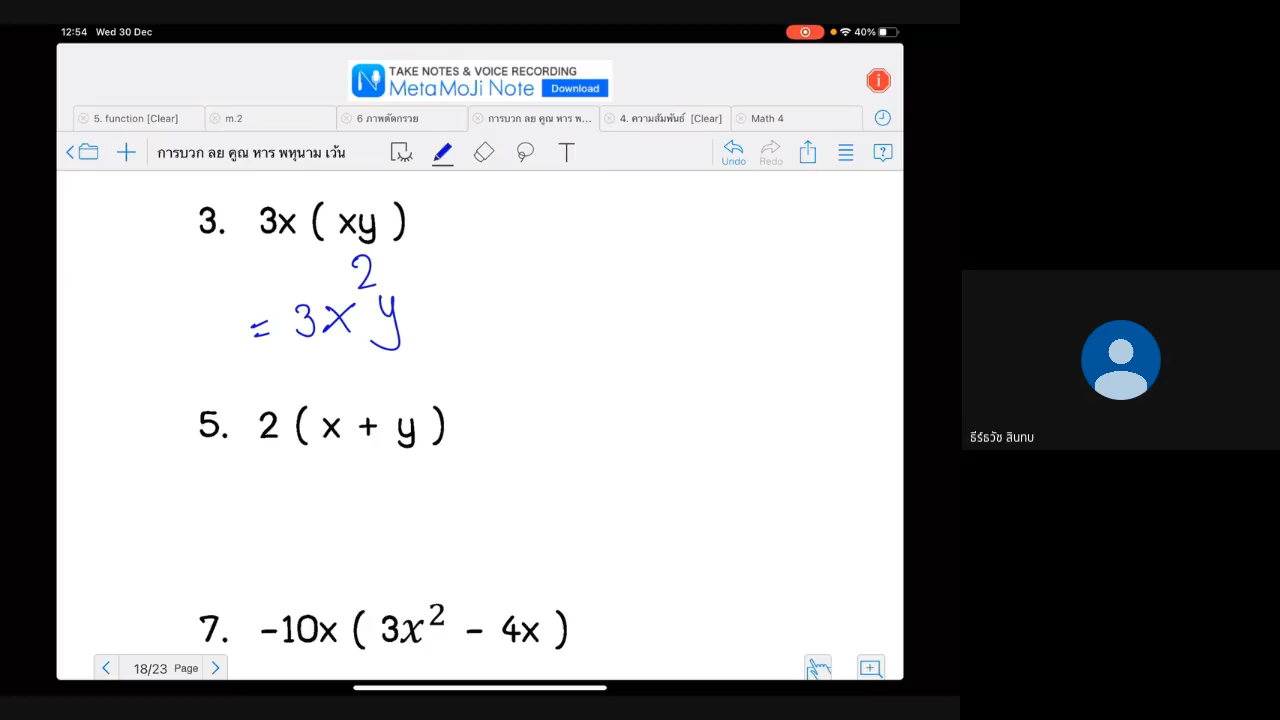 12:54 Wed 30 Dec 40%
TAKE NOTES & VOICE RECORDING
MetaMoJi Note Download
5. function [Clear] m.2 6 ภาพตัดกรวย การบวก ลย คูณ หาร พ... 4. ความสัมพันธ์ [Clear] Math 4
การบวก ลย คูณ หาร พหุนาม เว้น T Undo Redo
3. 3x ( xy )
= 3x² y
5. 2 ( x + y )
7. -10x ( 3x² - 4x )
18/23 Page
ธีร์ธวัช สินทบ